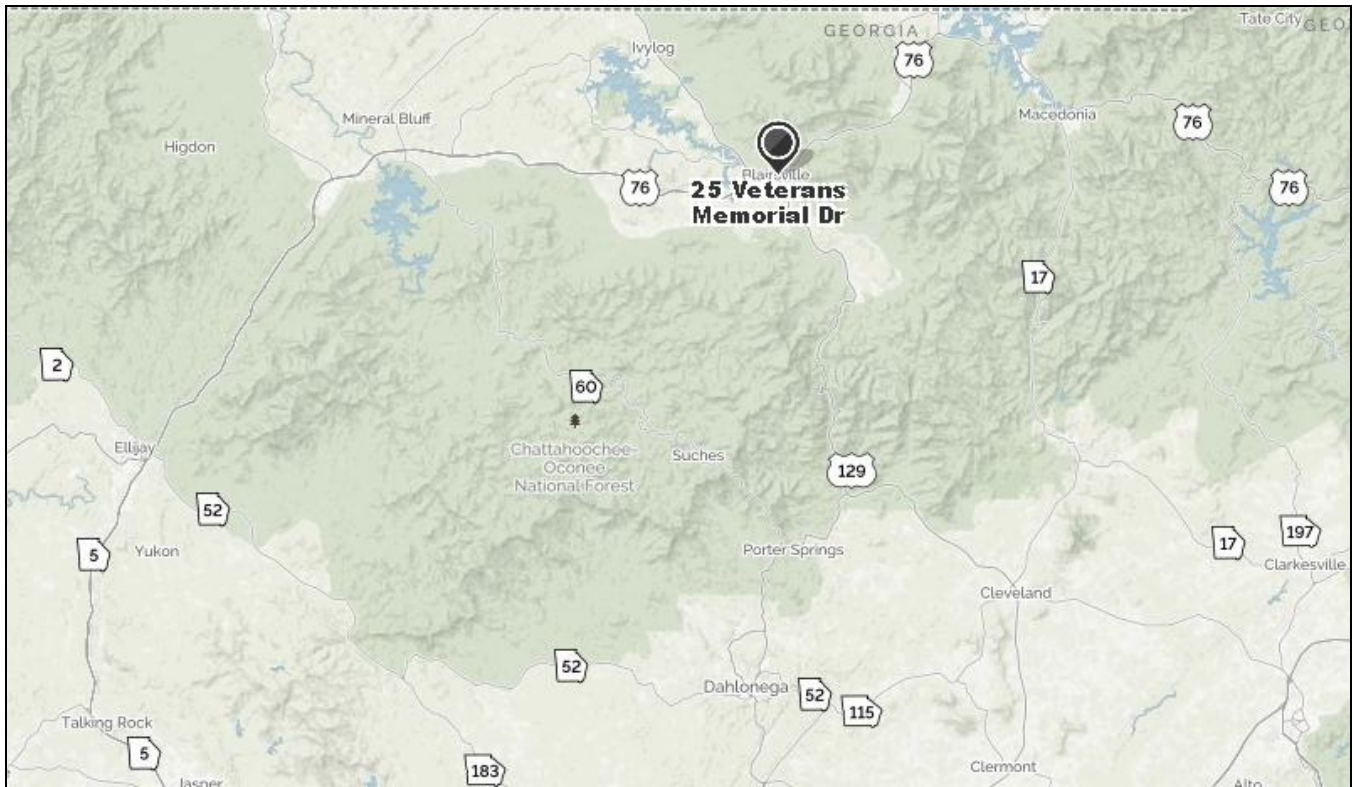 GEORGIA
Tate City
GEO
Ivylog
76
Mineral Bluff
Macedonia
76
Higdon
Blairsville
76
76
25 Veterans
Memorial Dr
17
2
60
Ellijay
Chattahoochee-
Oconee
National Forest
Suches
129
52
5
Yukon
Porter Springs
17
197
Clarkesville
Cleveland
52
Dahlonega
52
115
Talking Rock
5
183
Clermont
Jasper
Alto